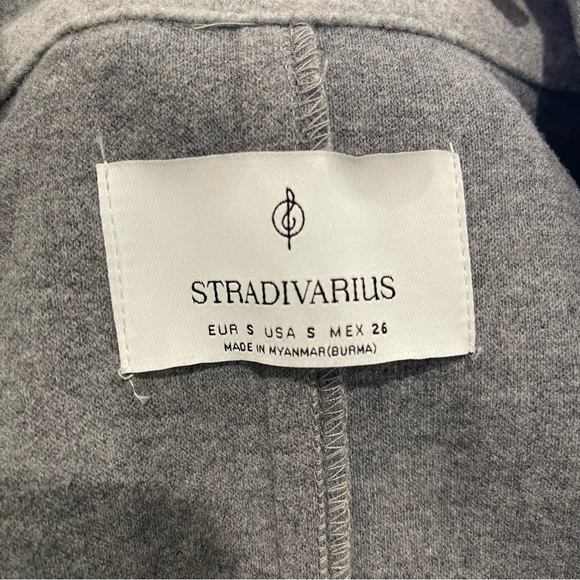 STRADIVARIUS
EUR S USA S MEX 26
MADE IN MYANMAR(BURMA)